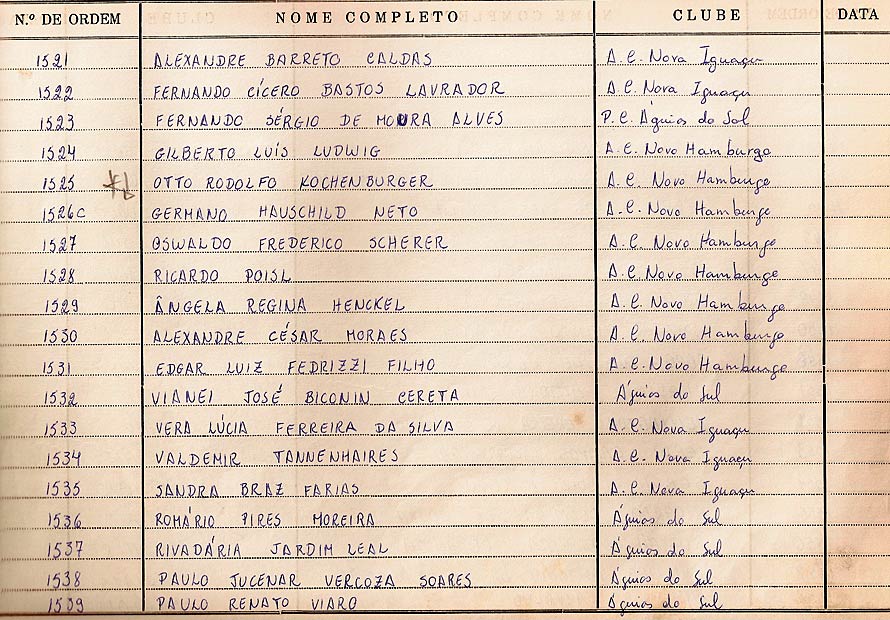 N.º DE ORDEM NOME COMPLETO CLUBE DATA
1521 ALEXANDRE BARRETO CALDAS A.C. Nova Iguaçu
1522 FERNANDO CÍCERO BASTOS LAVRADOR A.C. Nova Iguaçu
1523 FERNANDO SÉRGIO DE MOURA ALVES P.C. Águias do Sol
1524 GILBERTO LUÍS LUDWIG A.C. Novo Hamburgo
1525 OTTO RODOLFO KOCHENBURGER A.C. Novo Hamburgo
1526C GERMANO HAUSCHILD NETO A.C. Novo Hamburgo
1527 OSWALDO FREDERICO SCHERER A.C. Novo Hamburgo
1528 RICARDO POISL A.C. Novo Hamburgo
1529 ÂNGELA REGINA HENCKEL A.C. Novo Hamburgo
1530 ALEXANDRE CÉSAR MORAES A.C. Novo Hamburgo
1531 EDGAR LUIZ FEDRIZZI FILHO A.C. Novo Hamburgo
1532 VIANEI JOSÉ BICONIN CERETA Águias do Sul
1533 VERA LÚCIA FERREIRA DA SILVA A.C. Nova Iguaçu
1534 VALDEMIR TANNENHAIRES A.C. Nova Iguaçu
1535 SANDRA BRAZ FARIAS A.C. Nova Iguaçu
1536 ROMÁRIO PIRES MOREIRA Águias do Sul
1537 RIVADÁRIA JARDIM LEAL Águias do Sul
1538 PAULO JUCENAR VERCOZA SOARES Águias do Sul
1539 PAULO RENATO VIARO Águias do Sul